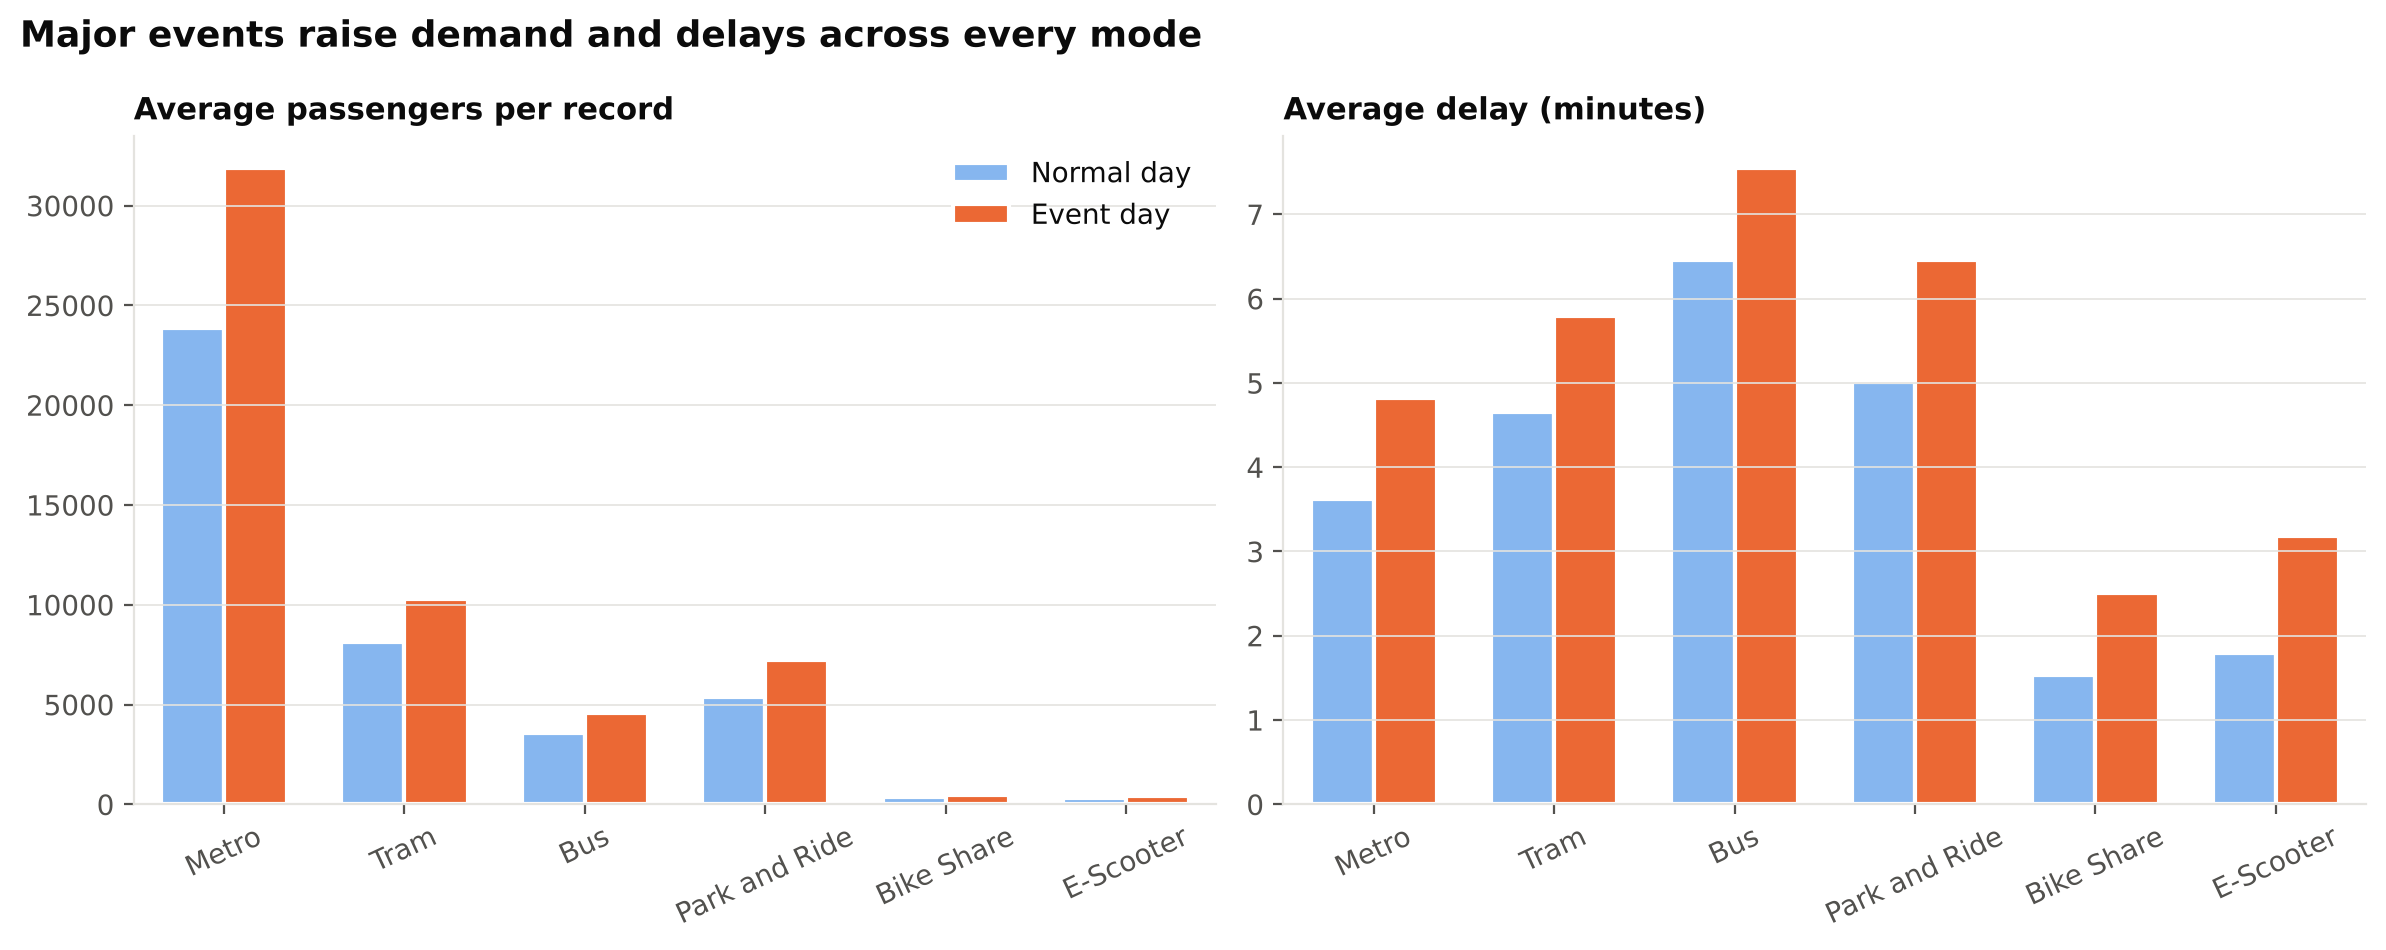 Major events raise demand and delays across every mode
Average passengers per record
Normal day
Event day
30000
25000
20000
15000
10000
5000
0
Metro
Tram
Bus
Park and Ride
Bike Share
E-Scooter
Average delay (minutes)
7
6
5
4
3
2
1
0
Metro
Tram
Bus
Park and Ride
Bike Share
E-Scooter